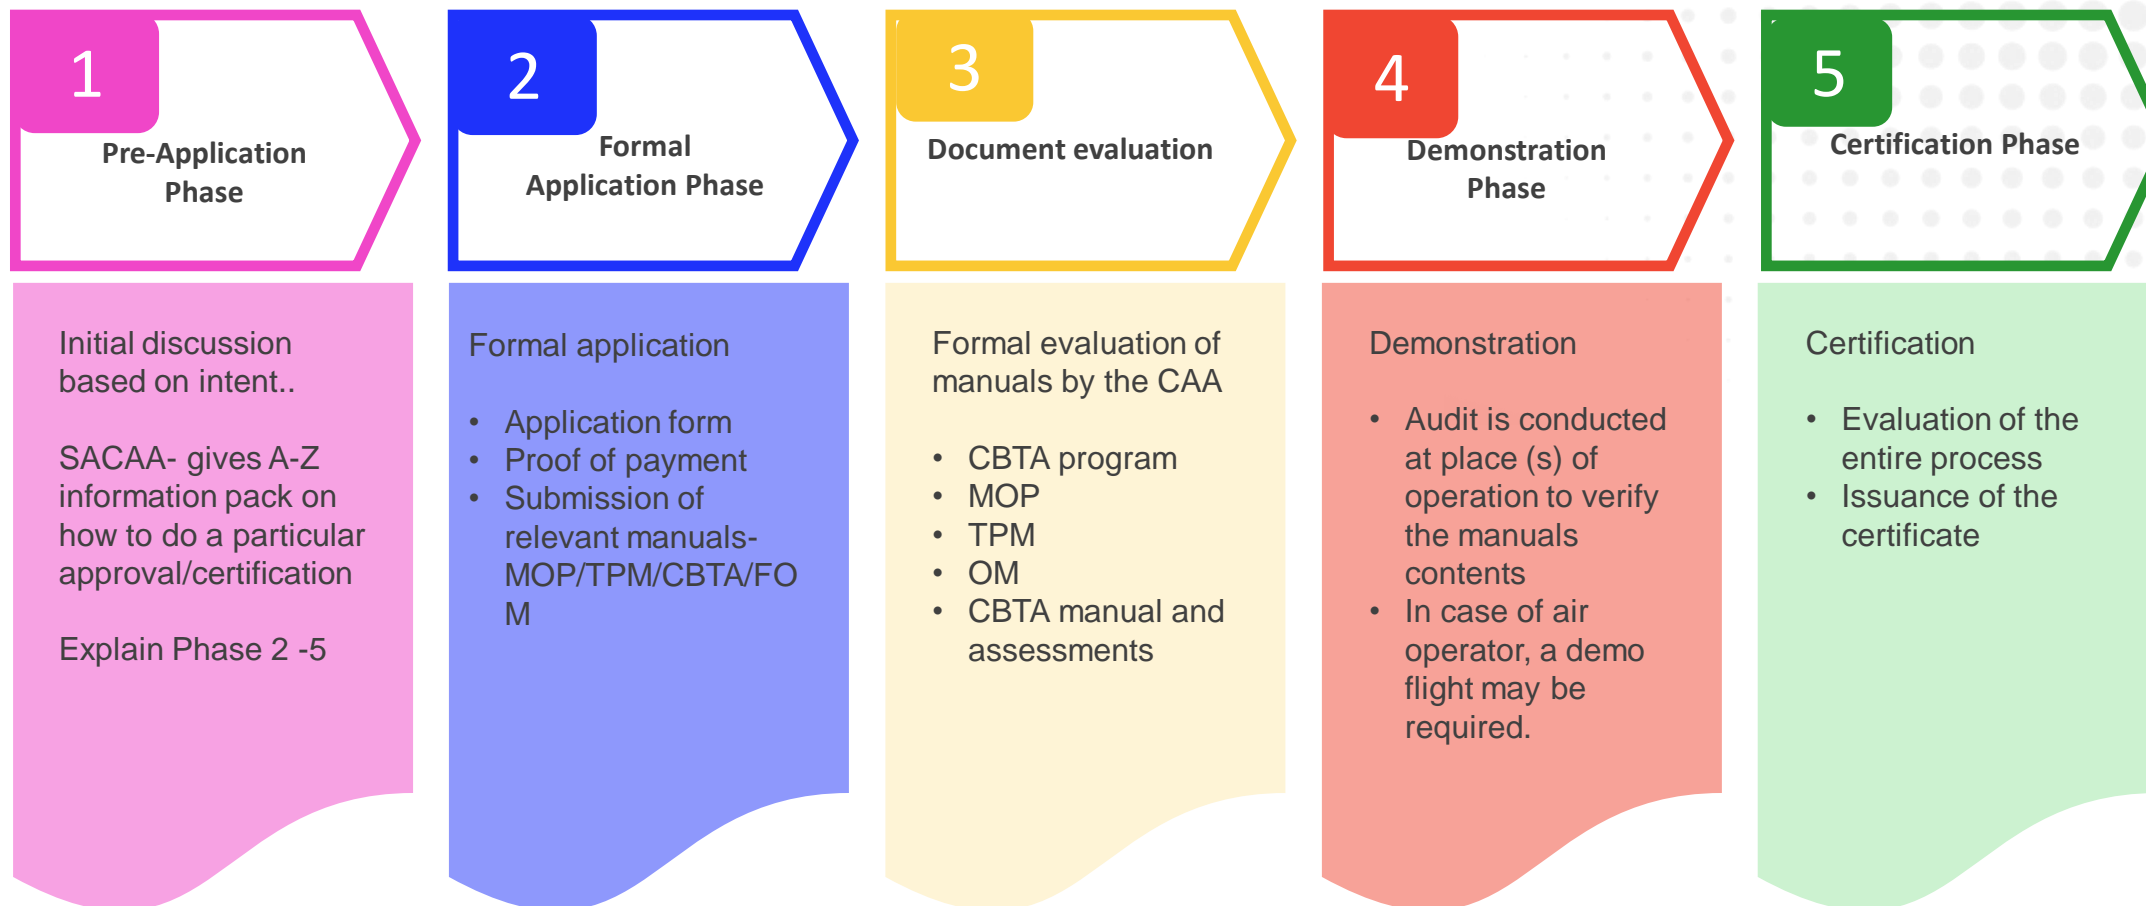 1
Pre-Application
Phase
Initial discussion
based on intent..
SACAA- gives A-Z
information pack on
how to do a particular
approval/certification
Explain Phase 2 -5
2
Formal
Application Phase
Formal application
• Application form
• Proof of payment
• Submission of
relevant manuals-
MOP/TPM/CBTA/FO
M
3
Document evaluation
Formal evaluation of
manuals by the CAA
• CBTA program
• MOP
• TPM
• OM
• CBTA manual and
assessments
4
Demonstration
Phase
Demonstration
• Audit is conducted
at place (s) of
operation to verify
the manuals
contents
• In case of air
operator, a demo
flight may be
required.
5
Certification Phase
Certification
• Evaluation of the
entire process
• Issuance of the
certificate